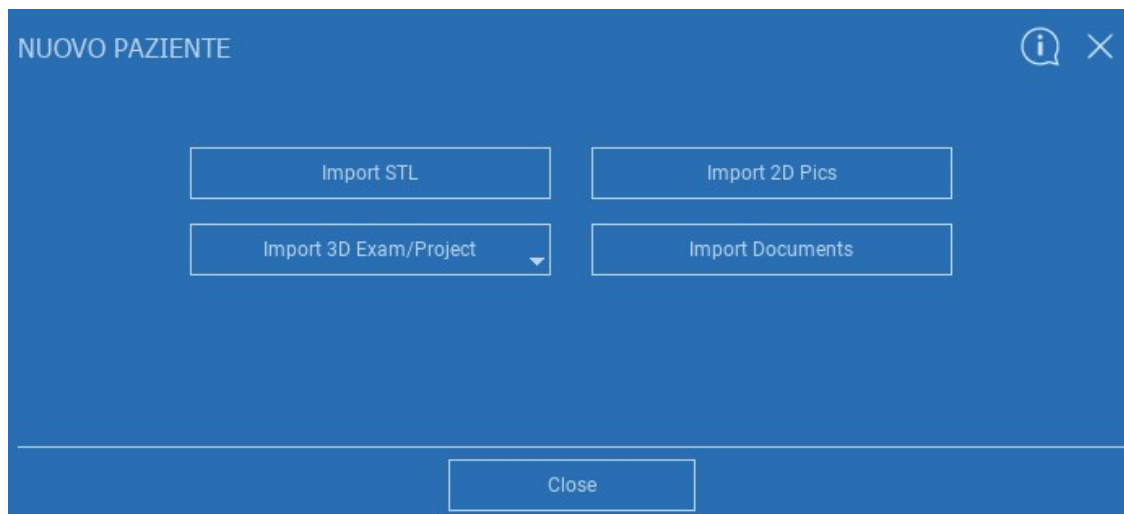 NUOVO PAZIENTE
Import STL
Import 2D Pics
Import 3D Exam/Project
Import Documents
Close